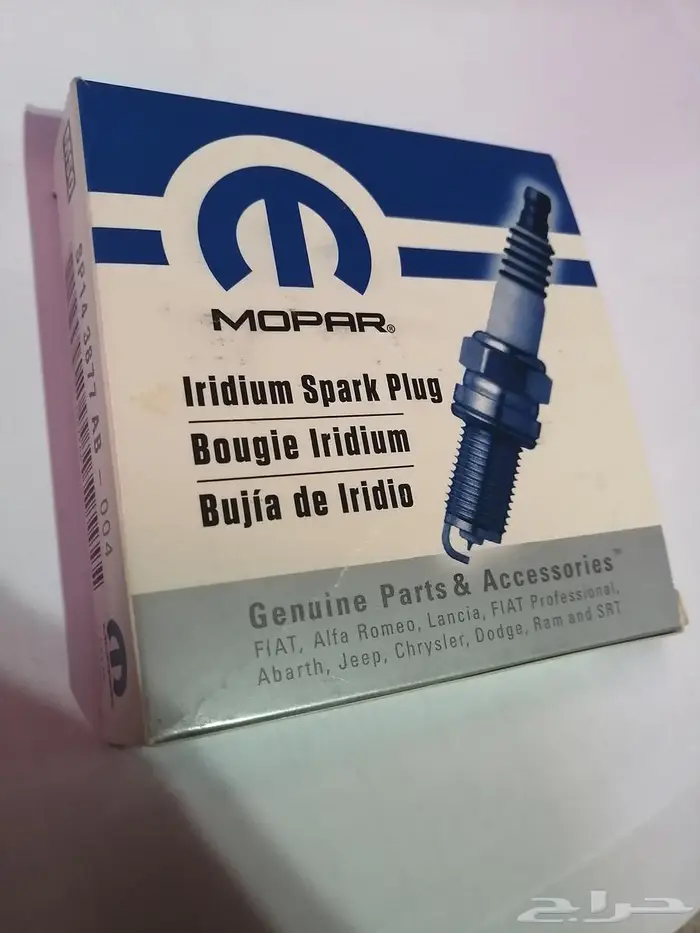 MOPAR®
Iridium Spark Plug
Bougie Iridium
Bujía de Iridio
Genuine Parts & Accessories™
FIAT, Alfa Romeo, Lancia, FIAT Professional,
Abarth, Jeep, Chrysler, Dodge, Ram and SRT
SP143877AB-004
حراج